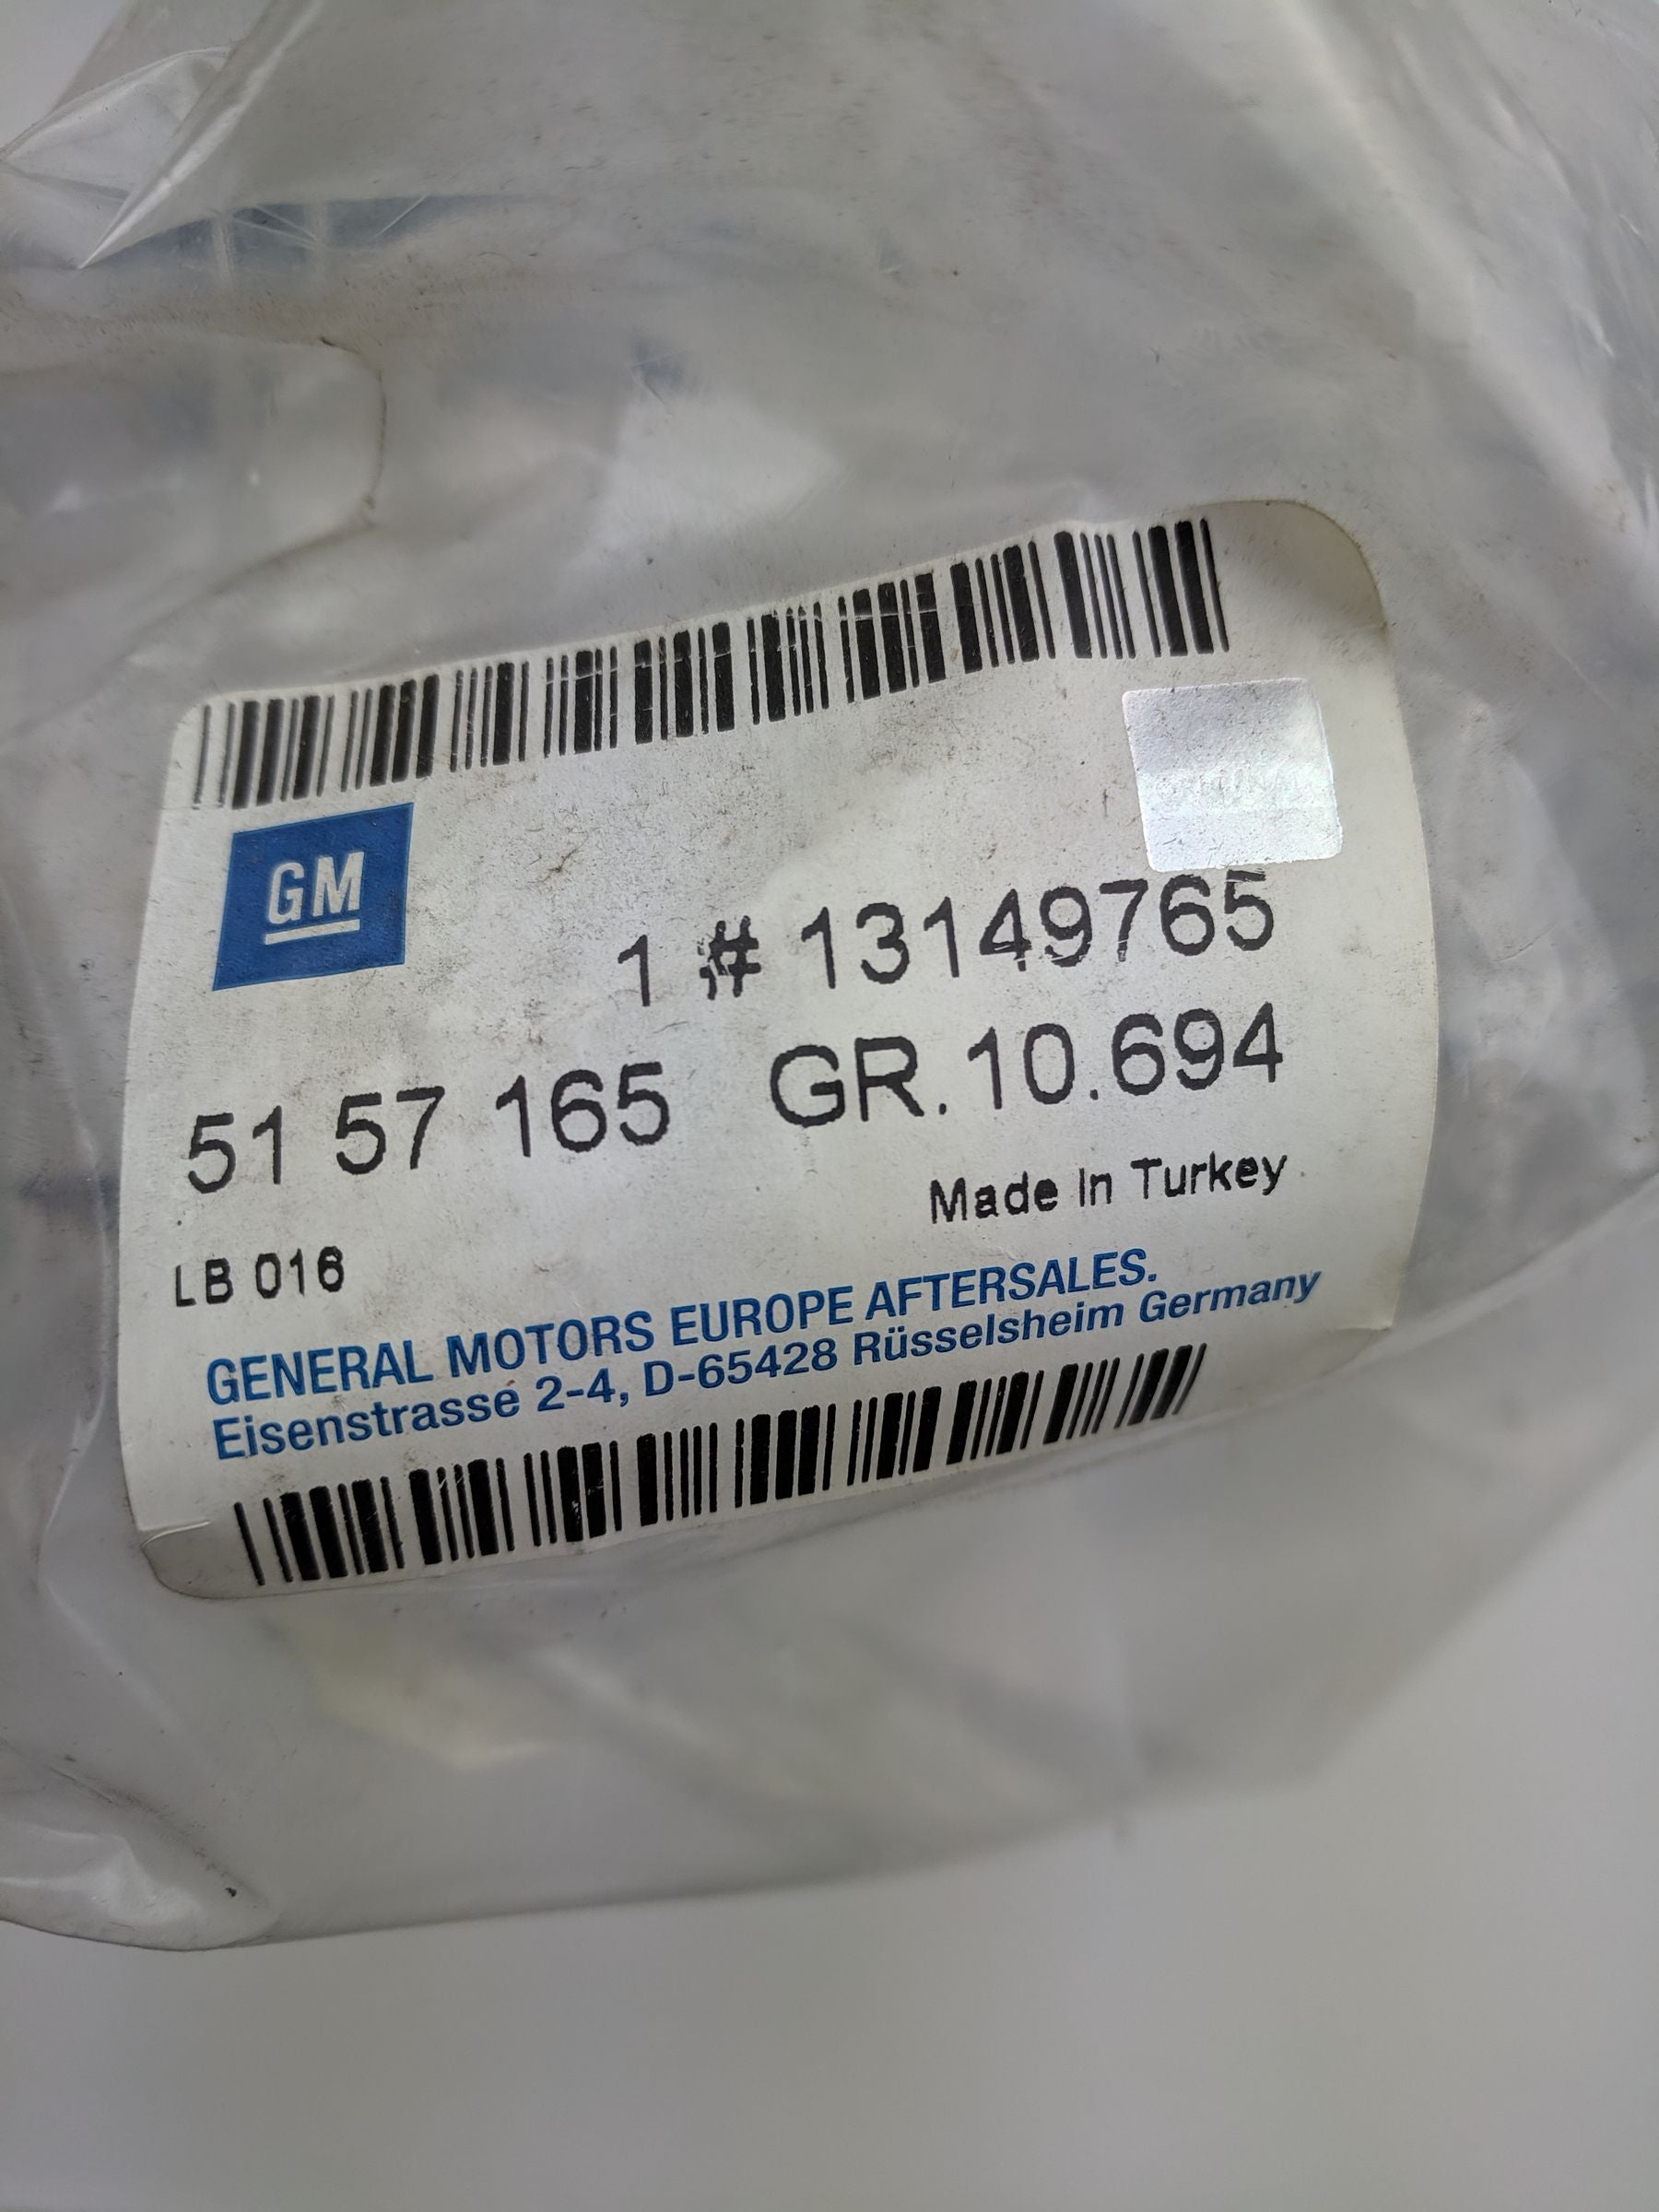 GM
1 # 13149765
51 57 165 GR. 10.694
Made In Turkey
LB 016
GENERAL MOTORS EUROPE AFTERSALES.
Eisenstrasse 2-4, D-65428 Rüsselsheim Germany